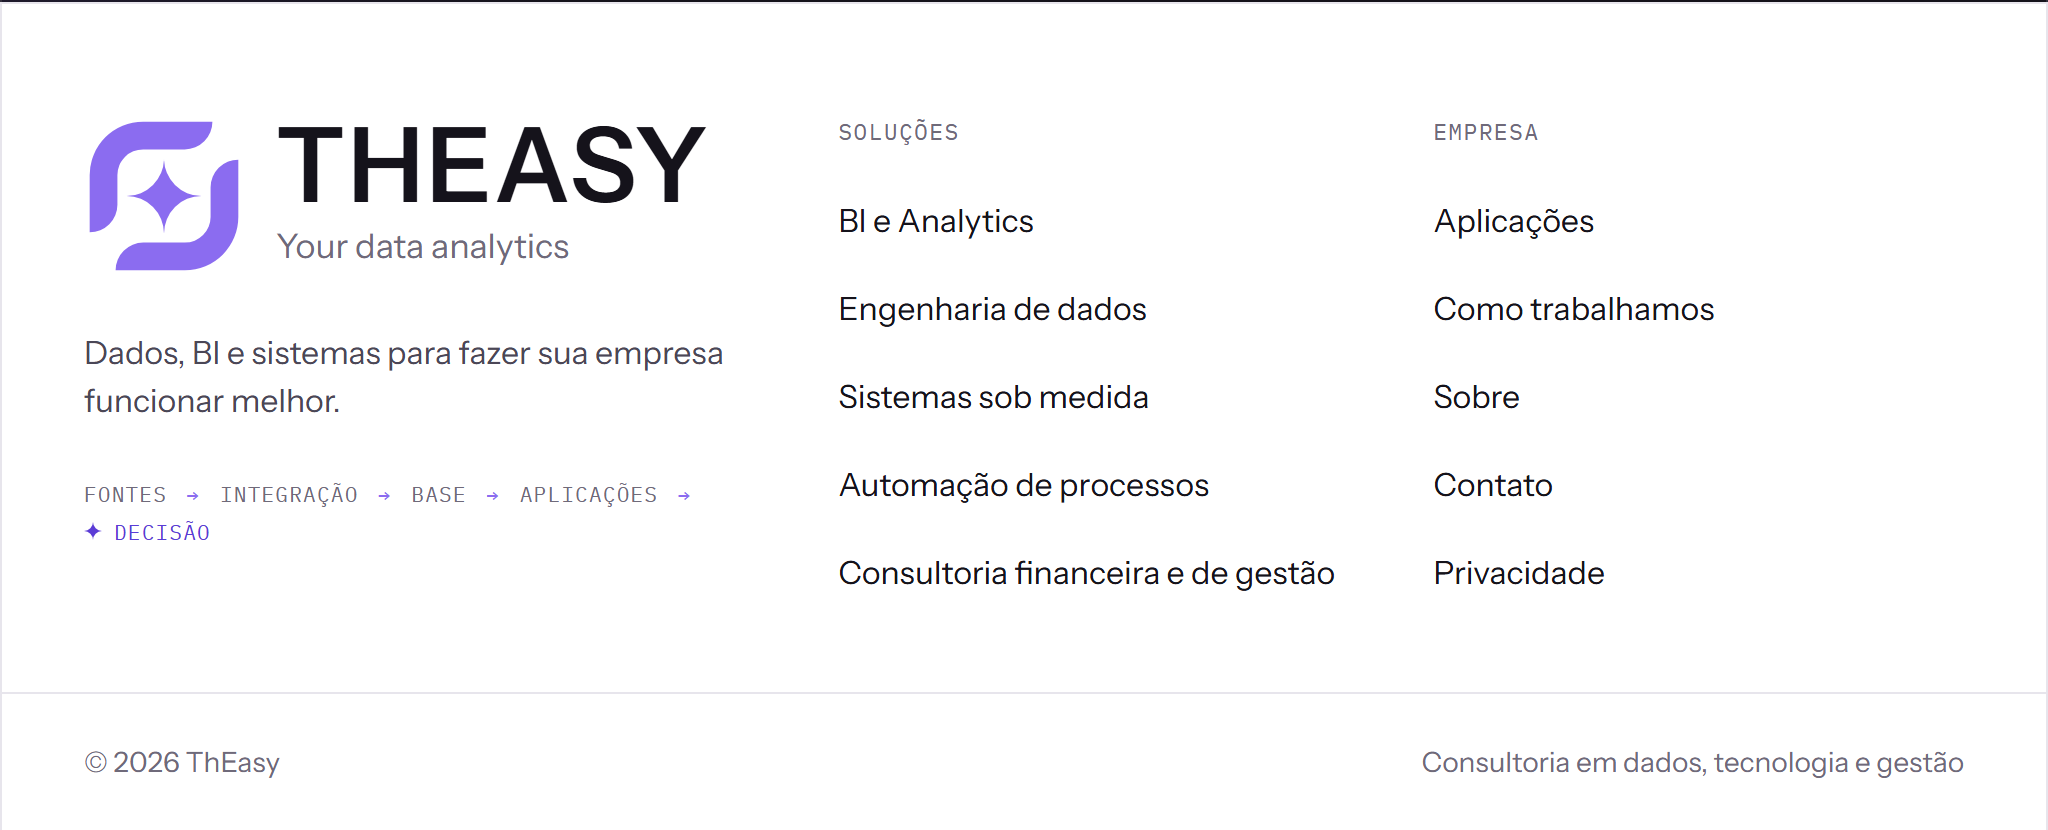 THEASY
Your data analytics
Dados, BI e sistemas para fazer sua empresa
funcionar melhor.
FONTES → INTEGRAÇÃO → BASE → APLICAÇÕES →
✦ DECISÃO
SOLUÇÕES
BI e Analytics
Engenharia de dados
Sistemas sob medida
Automação de processos
Consultoria financeira e de gestão
EMPRESA
Aplicações
Como trabalhamos
Sobre
Contato
Privacidade
© 2026 ThEasy
Consultoria em dados, tecnologia e gestão